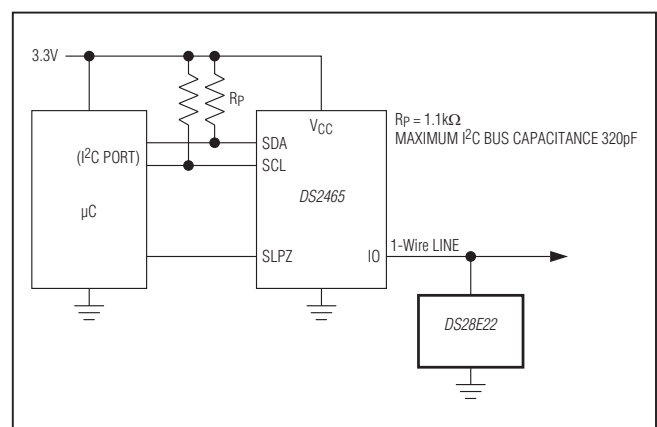 3.3V
RP
VCC
RP = 1.1kΩ
MAXIMUM I2C BUS CAPACITANCE 320pF
(I2C PORT)
SDA
SCL
DS2465
µC
SLPZ
IO
1-Wire LINE
DS28E22